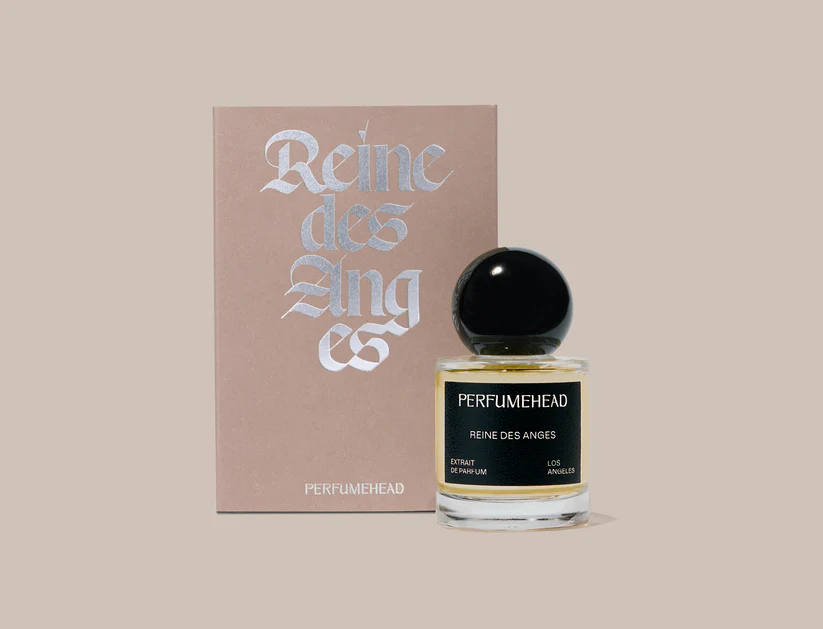 Reine
des
Ang
es
PERFUMEHEAD
PERFUMEHEAD
REINE DES ANGES
EXTRAIT
DE PARFUM
LOS
ANGELES